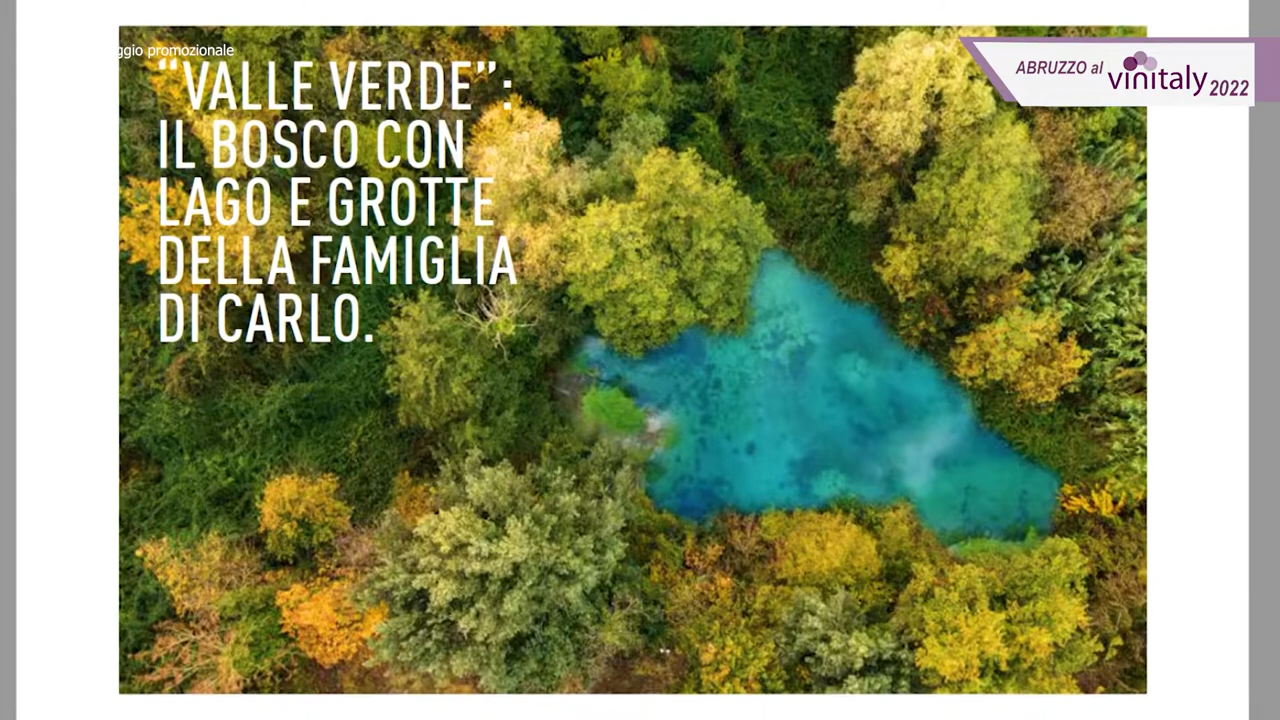 ggio promozionale
“VALLE VERDE”:
IL BOSCO CON
LAGO E GROTTE
DELLA FAMIGLIA
DI CARLO.
ABRUZZO al vinitaly 2022